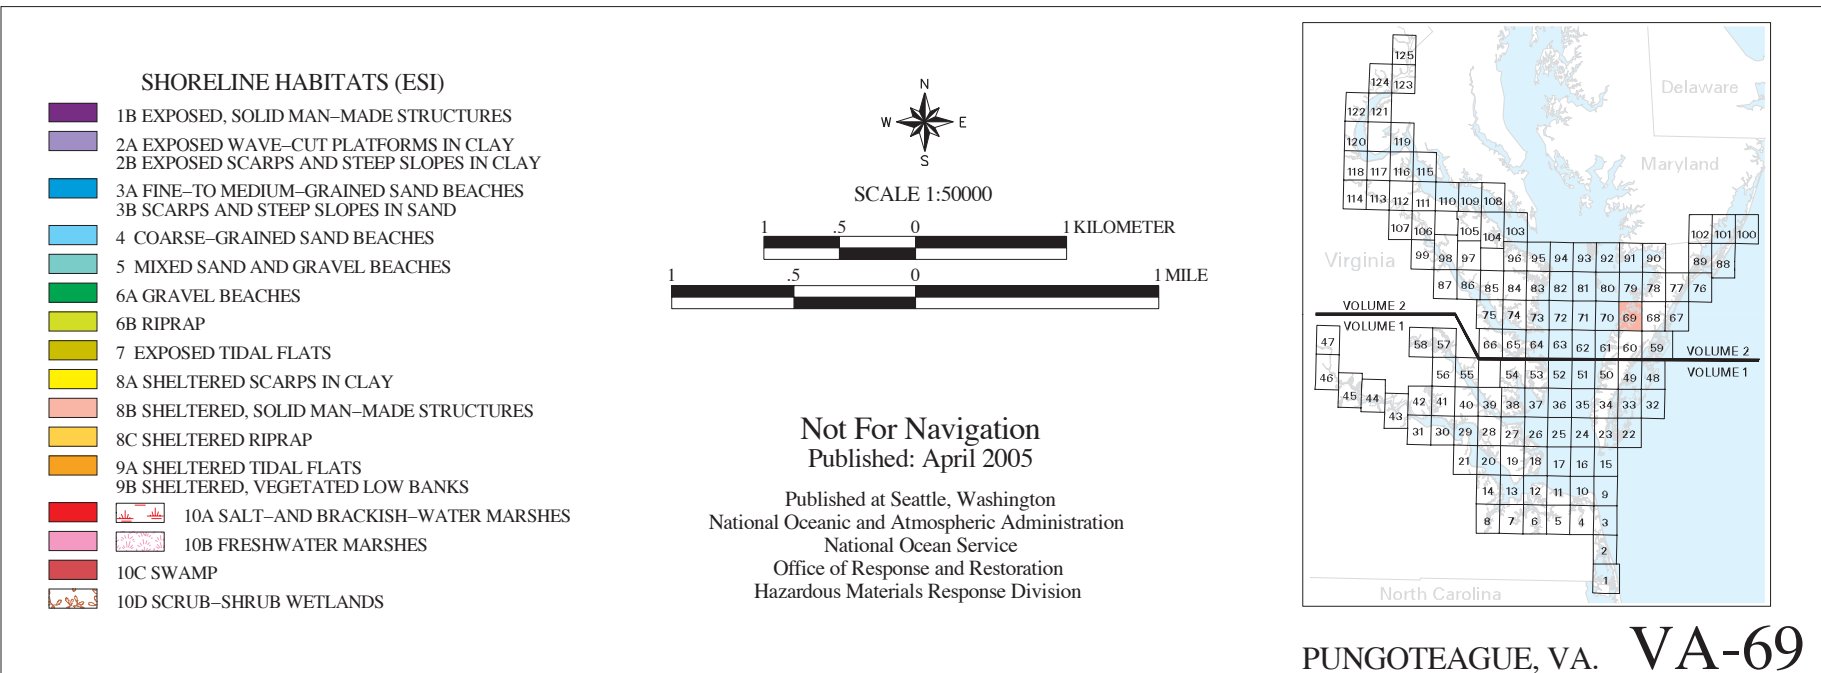 SHORELINE HABITATS (ESI)
1B EXPOSED, SOLID MAN–MADE STRUCTURES
2A EXPOSED WAVE–CUT PLATFORMS IN CLAY
2B EXPOSED SCARPS AND STEEP SLOPES IN CLAY
3A FINE–TO MEDIUM–GRAINED SAND BEACHES
3B SCARPS AND STEEP SLOPES IN SAND
4 COARSE–GRAINED SAND BEACHES
5 MIXED SAND AND GRAVEL BEACHES
6A GRAVEL BEACHES
6B RIPRAP
7 EXPOSED TIDAL FLATS
8A SHELTERED SCARPS IN CLAY
8B SHELTERED, SOLID MAN–MADE STRUCTURES
8C SHELTERED RIPRAP
9A SHELTERED TIDAL FLATS
9B SHELTERED, VEGETATED LOW BANKS
10A SALT–AND BRACKISH–WATER MARSHES
10B FRESHWATER MARSHES
10C SWAMP
10D SCRUB–SHRUB WETLANDS
N
W E
S
SCALE 1:50000
1 .5 0 1 KILOMETER
1 .5 0 1 MILE
Not For Navigation
Published: April 2005
Published at Seattle, Washington
National Oceanic and Atmospheric Administration
National Ocean Service
Office of Response and Restoration
Hazardous Materials Response Division
125
124 123
Delaware
122 121
120 119
Maryland
118 117 116 115
114 113 112 111 110 109 108
107 106 105 104 103 102 101 100
Virginia
99 98 97 96 95 94 93 92 91 90 89 88
87 86 85 84 83 82 81 80 79 78 77 76
VOLUME 2
75 74 73 72 71 70 69 68 67
VOLUME 1
47 58 57 66 65 64 63 62 61 60 59
VOLUME 2
VOLUME 1
46 56 55 54 53 52 51 50 49 48
45 44 43 42 41 40 39 38 37 36 35 34 33 32
31 30 29 28 27 26 25 24 23 22
21 20 19 18 17 16 15
14 13 12 11 10 9
8 7 6 5 4 3
2
1
North Carolina
PUNGOTEAGUE, VA. VA-69